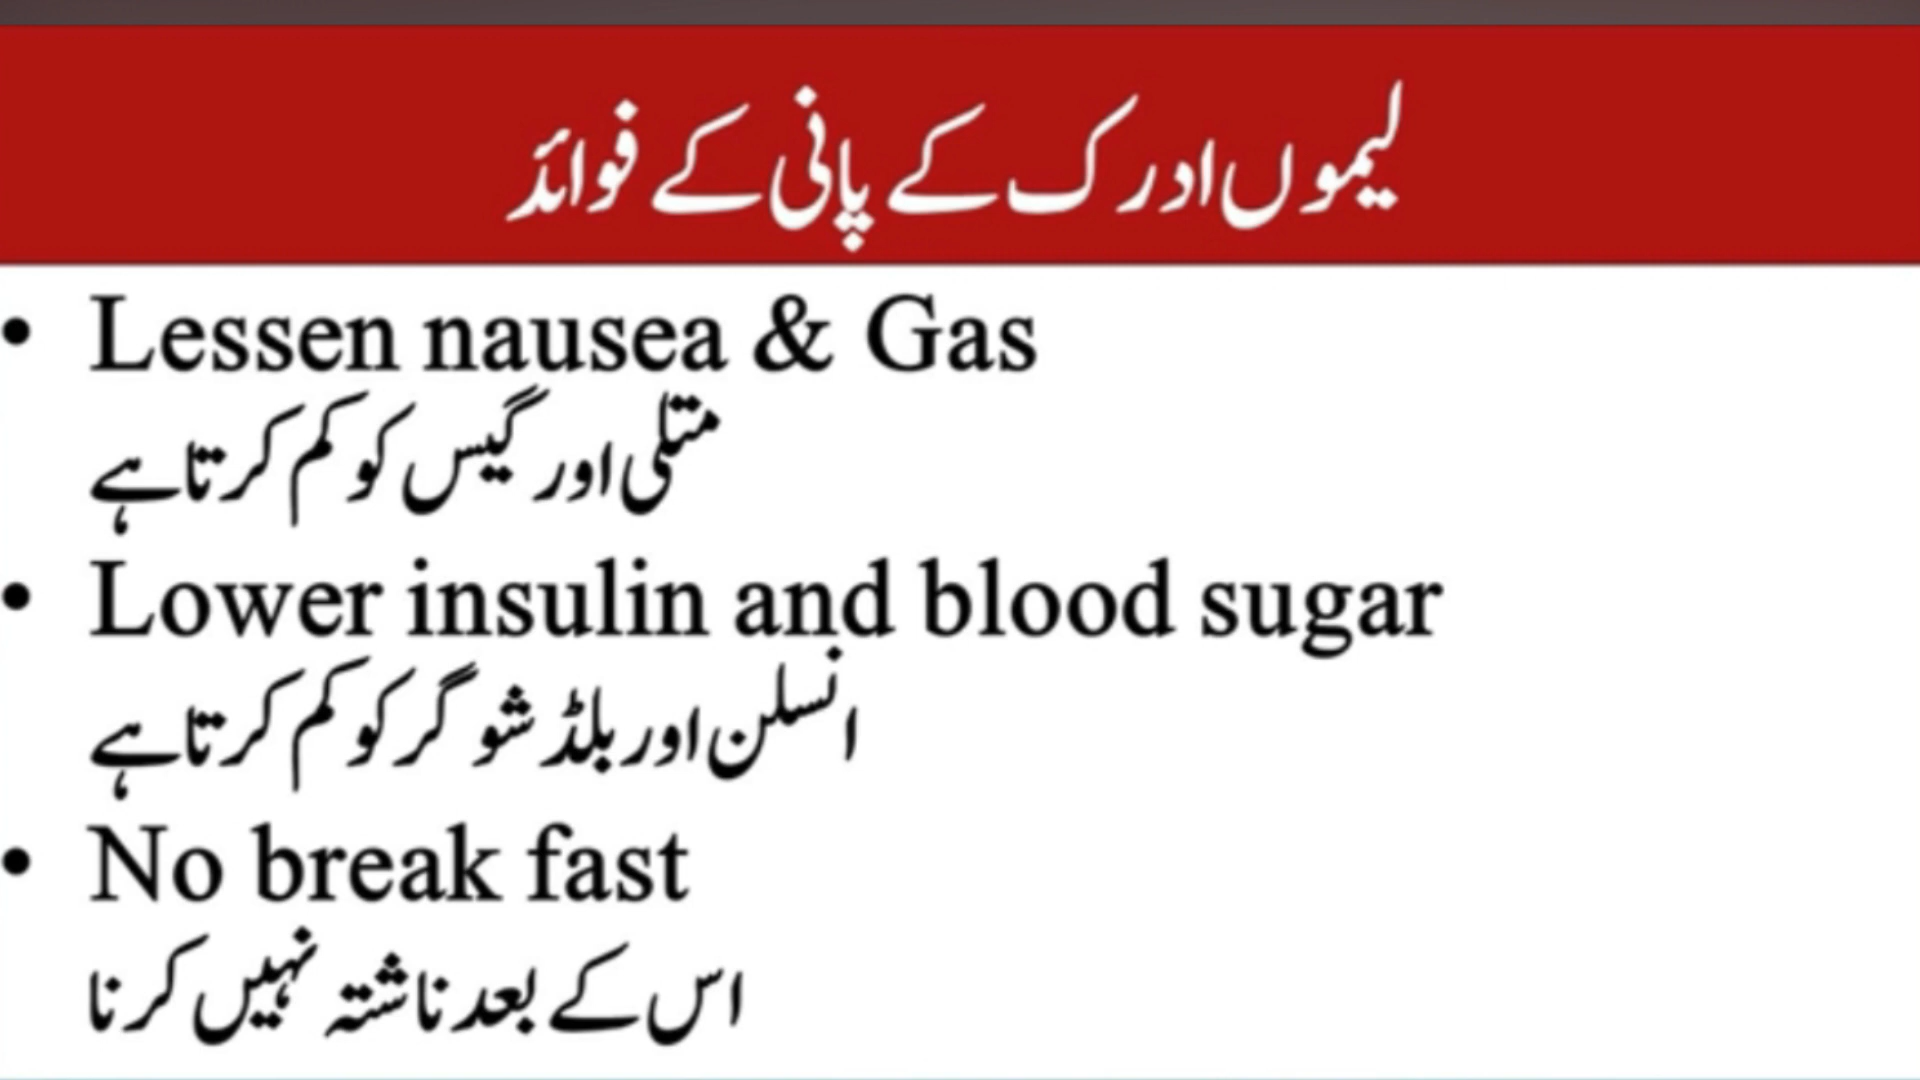 لیموں ادرک کے پانی کے فوائد
• Lessen nausea & Gas
متلی اور گیس کو کم کرتا ہے
• Lower insulin and blood sugar
انسلن اور بلڈ شوگر کو کم کرتا ہے
• No break fast
اس کے بعد ناشتہ نہیں کرنا